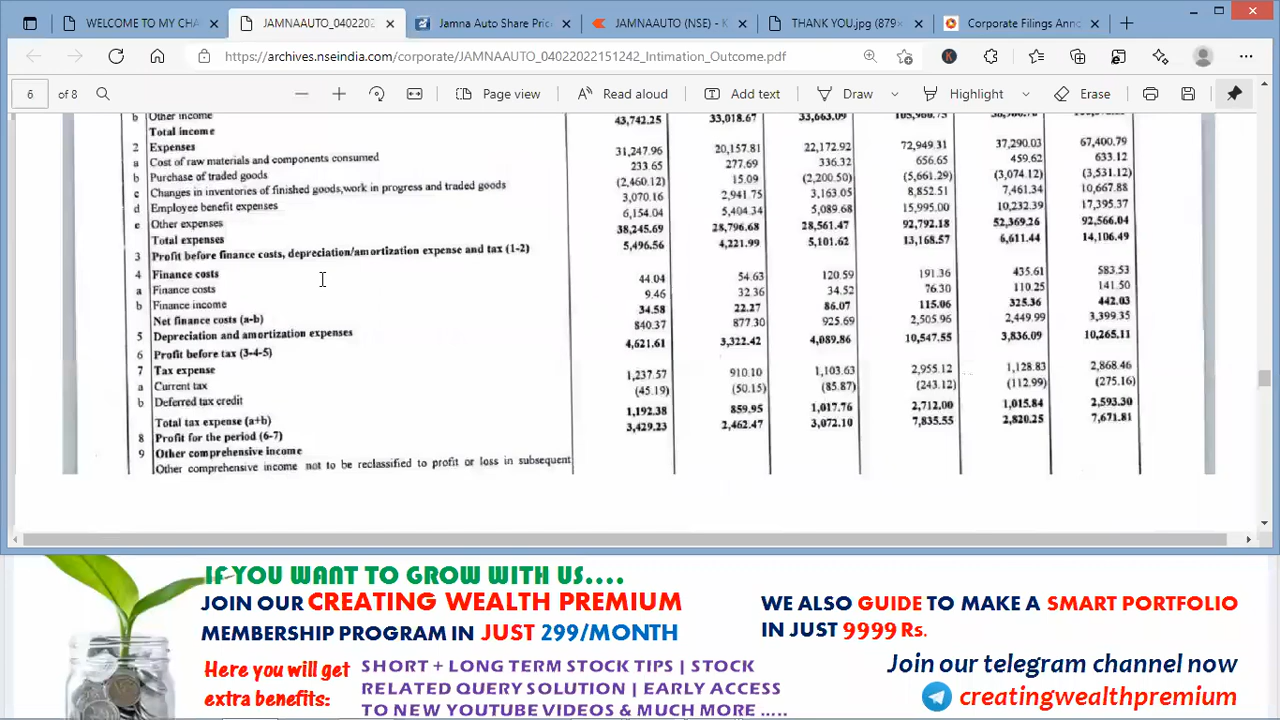 WELCOME TO MY CHA
JAMNAAUTO_0402202
Jamna Auto Share Pric
JAMNAAUTO (NSE) - K
THANK YOU.jpg (879×
Corporate Filings Anno
https://archives.nseindia.com/corporate/JAMNAAUTO_04022022151242_Intimation_Outcome.pdf
6 of 8 Page view Read aloud Add text Draw Highlight Erase
b Other income
Total income 43,742.25 33,018.67 33,663.09
2 Expenses
a Cost of raw materials and components consumed 31,247.96 20,157.81 22,172.92 72,949.31 37,290.03 67,400.79
b Purchase of traded goods 233.65 277.69 336.32 656.65 459.62 633.12
c Changes in inventories of finished goods,work in progress and traded goods (2,460.12) 15.09 (2,200.50) (5,661.29) (3,074.12) (3,531.12)
d Employee benefit expenses 3,070.16 2,941.75 3,163.05 8,852.51 7,461.34 10,667.88
e Other expenses 6,154.04 5,404.34 5,089.68 15,995.00 10,232.39 17,395.37
Total expenses 38,245.69 28,796.68 28,561.47 92,792.18 52,369.26 92,566.04
3 Profit before finance costs, depreciation/amortization expense and tax (1-2) 5,496.56 4,221.99 5,101.62 13,168.57 6,611.44 14,106.49
4 Finance costs
a Finance costs 44.04 54.63 120.59 191.36 435.61 583.53
b Finance income 9.46 32.36 34.52 76.30 110.25 141.50
Net finance costs (a-b) 34.58 22.27 86.07 115.06 325.36 442.03
5 Depreciation and amortization expenses 840.37 877.30 925.69 2,505.96 2,449.99 3,399.35
6 Profit before tax (3-4-5) 4,621.61 3,322.42 4,089.86 10,547.55 3,836.09 10,265.11
7 Tax expense
a Current tax 1,237.57 910.10 1,103.63 2,955.12 1,128.83 2,868.46
b Deferred tax credit (45.19) (50.15) (85.87) (243.12) (112.99) (275.16)
Total tax expense (a+b) 1,192.38 859.95 1,017.76 2,712.00 1,015.84 2,593.30
8 Profit for the period (6-7) 3,429.23 2,462.47 3,072.10 7,835.55 2,820.25 7,671.81
9 Other comprehensive income
Other comprehensive income not to be reclassified to profit or loss in subsequent
IF YOU WANT TO GROW WITH US....
JOIN OUR CREATING WEALTH PREMIUM
MEMBERSHIP PROGRAM IN JUST 299/MONTH
Here you will get
extra benefits:
SHORT + LONG TERM STOCK TIPS | STOCK
RELATED QUERY SOLUTION | EARLY ACCESS
TO NEW YOUTUBE VIDEOS & MUCH MORE .....
WE ALSO GUIDE TO MAKE A SMART PORTFOLIO
IN JUST 9999 Rs.
Join our telegram channel now
creatingwealthpremium